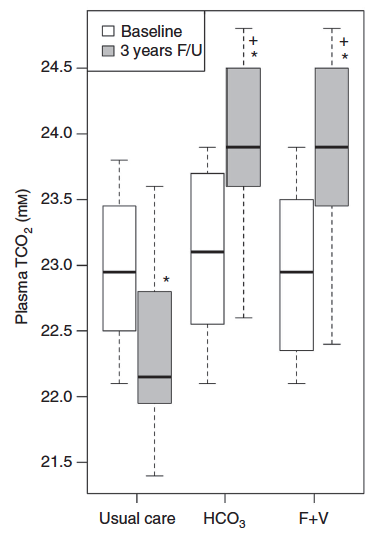 Baseline
3 years F/U
Plasma TCO₂ (mM)
24.5
24.0
23.5
23.0
22.5
22.0
21.5
+
*
+
*
*
Usual care
HCO₃
F+V